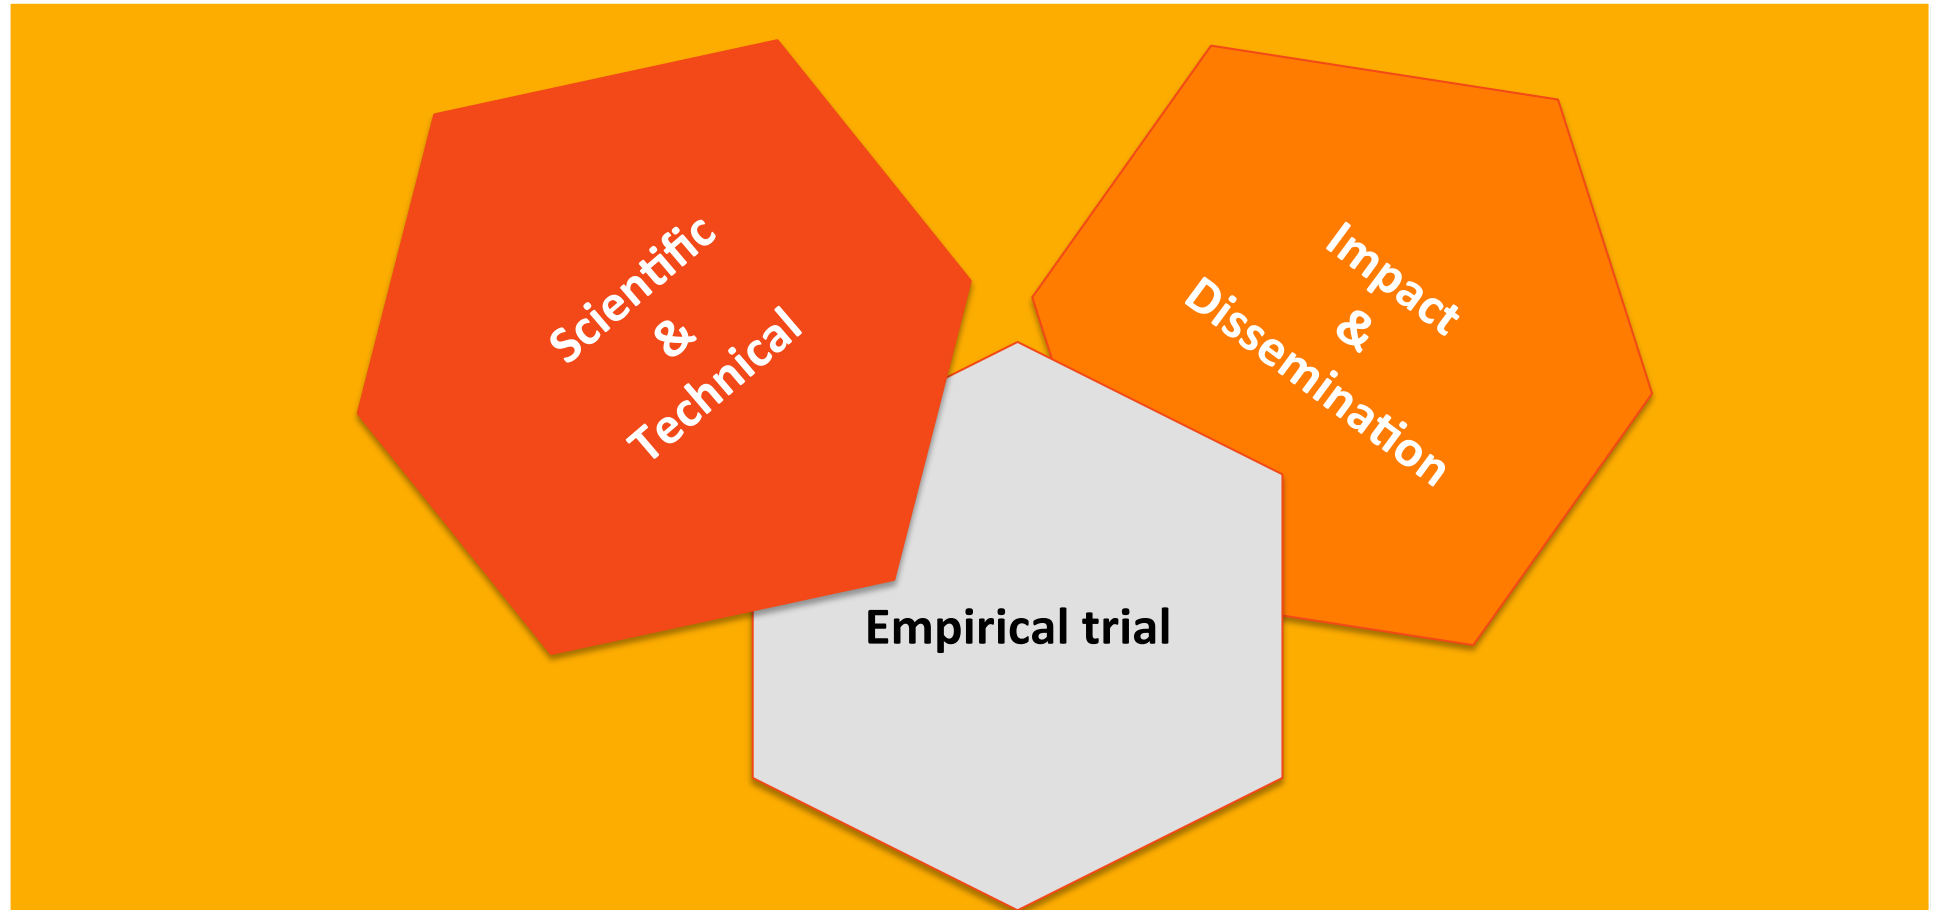 Scientific
&
Technical
Impact
&
Dissemination
Empirical trial